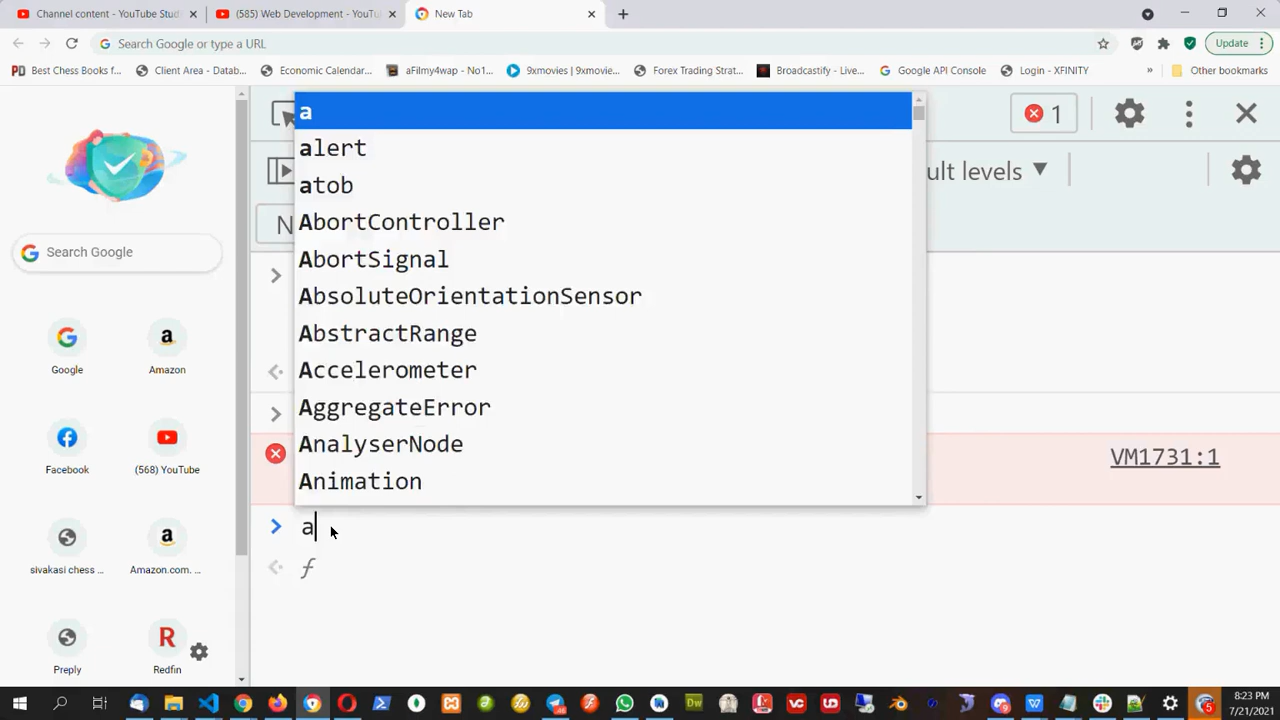 Channel content - YouTube Studi
(585) Web Development - YouTu
New Tab
Search Google or type a URL
Update
Best Chess Books f...
Client Area - Datab...
Economic Calendar...
aFilmy4wap - No1...
9xmovies | 9xmovie...
Forex Trading Strat...
Broadcastify - Live...
Google API Console
Login - XFINITY
»
Other bookmarks
1
ult levels
N
a
alert
atob
AbortController
AbortSignal
AbsoluteOrientationSensor
AbstractRange
Accelerometer
AggregateError
AnalyserNode
Animation
VM1731:1
> a
ƒ
Search Google
Google
Amazon
Facebook
(568) YouTube
sivakasi chess ...
Amazon.com. ...
Preply
Redfin
8:23 PM
7/21/2021